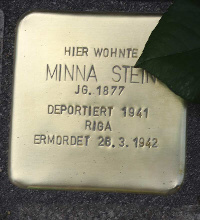 HIER WOHNTE
MINNA STEIN
JG. 1877
DEPORTIERT 1941
RIGA
ERMORDET 26.3.1942